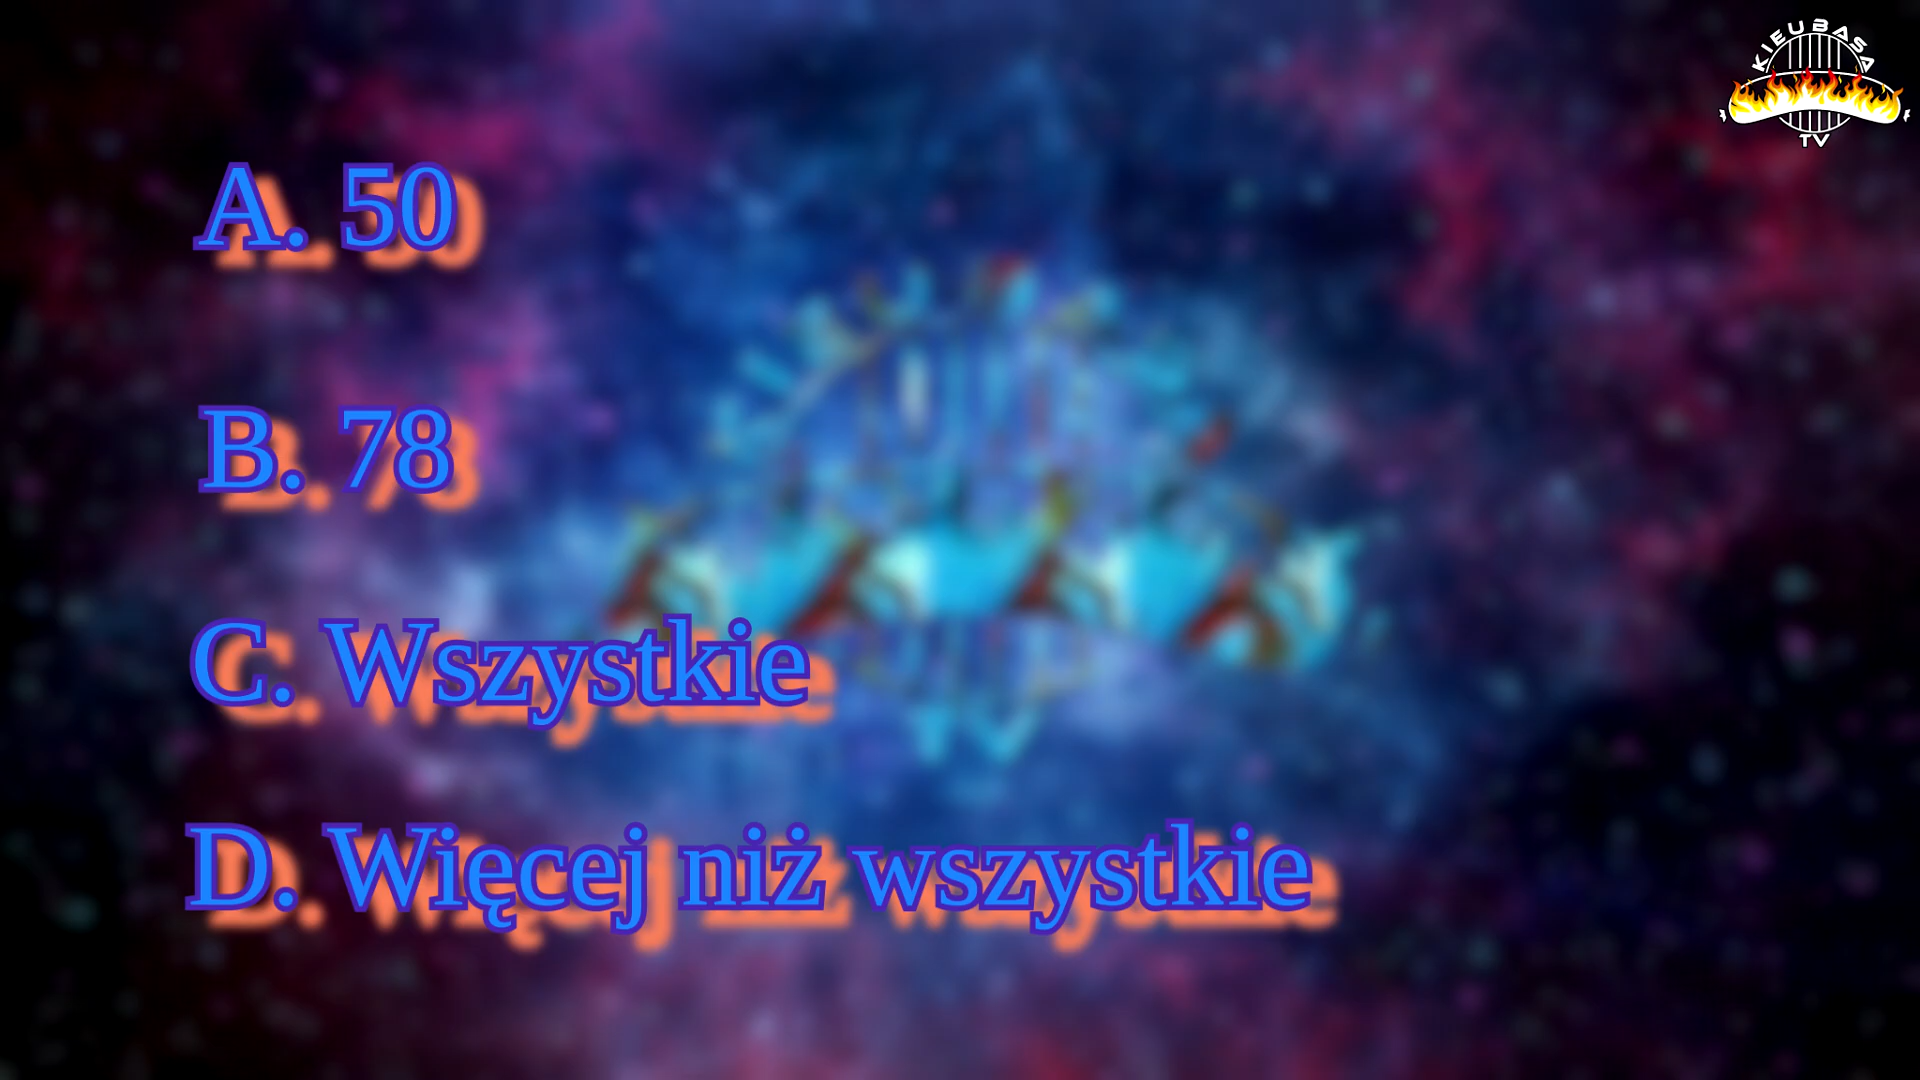 KIEUBASA
TV
A. 50
B. 78
C. Wszystkie
D. Więcej niż wszystkie